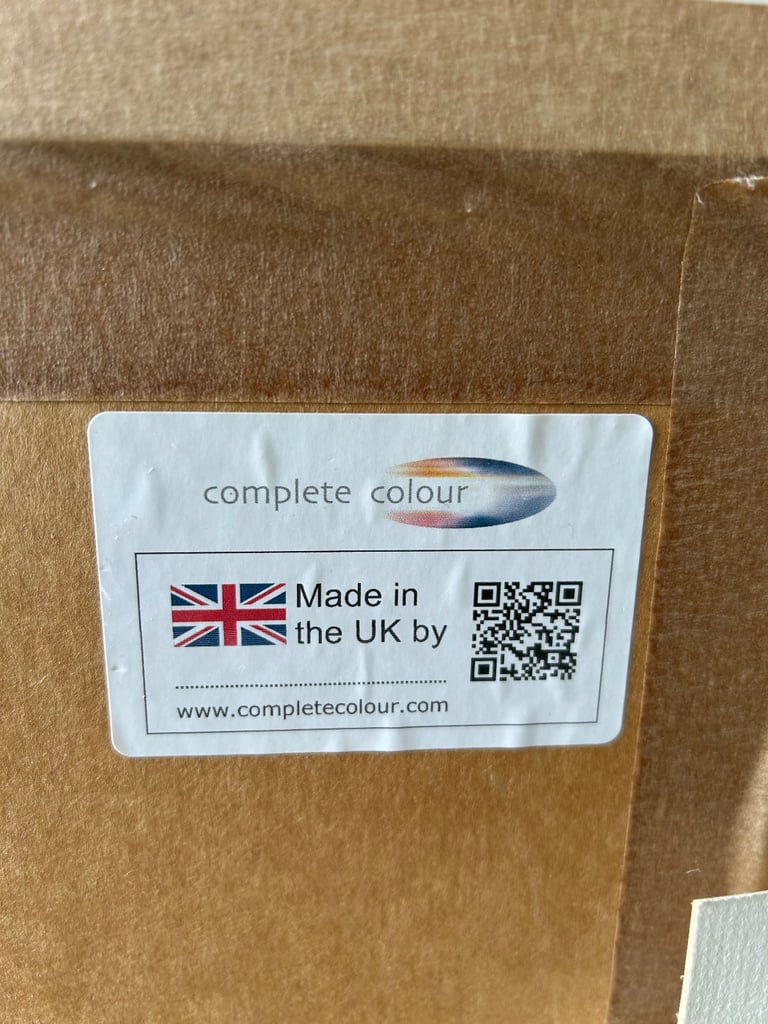 complete colour
Made in
the UK by
www.completecolour.com